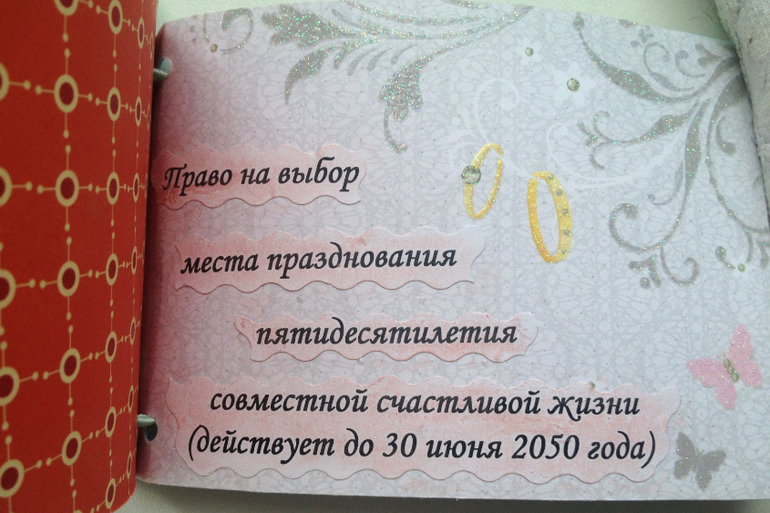 Право на выбор
места празднования
пятидесятилетия
совместной счастливой жизни
(действует до 30 июня 2050 года)